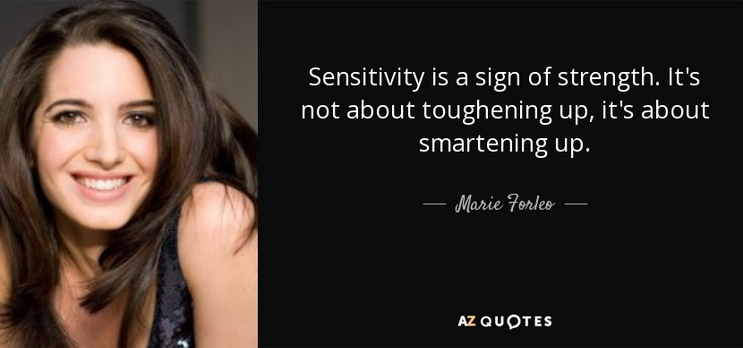 Sensitivity is a sign of strength. It's
not about toughening up, it's about
smartening up.
Marie Forleo
AZ QUOTES